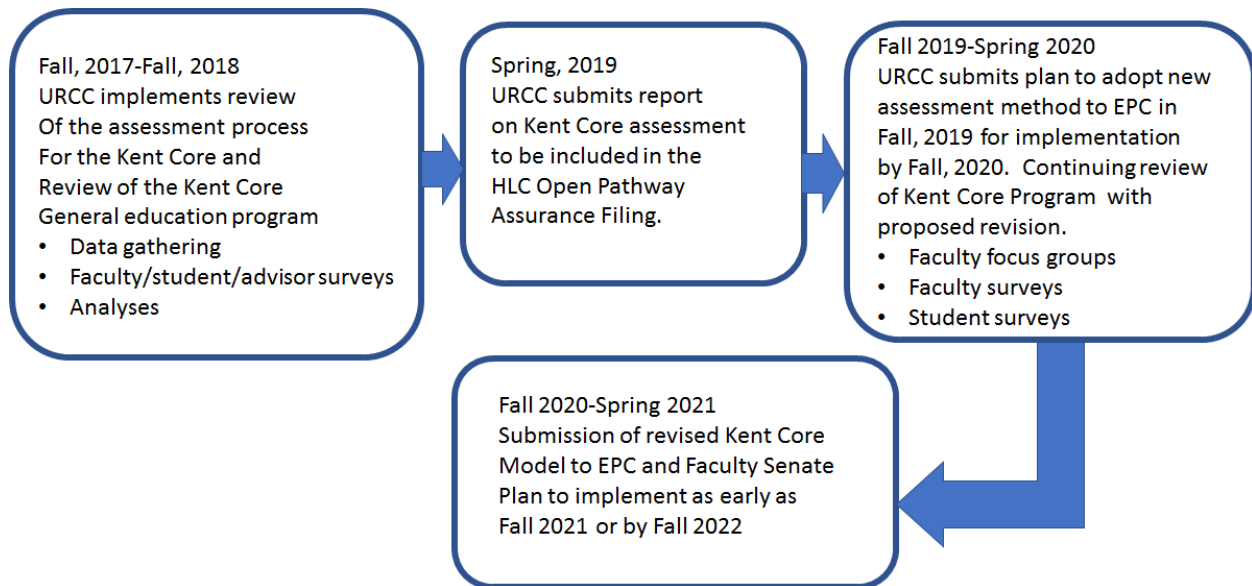 Fall, 2017-Fall, 2018
URCC implements review
Of the assessment process
For the Kent Core and
Review of the Kent Core
General education program
• Data gathering
• Faculty/student/advisor surveys
• Analyses
Spring, 2019
URCC submits report
on Kent Core assessment
to be included in the
HLC Open Pathway
Assurance Filing.
Fall 2019-Spring 2020
URCC submits plan to adopt new
assessment method to EPC in
Fall, 2019 for implementation
by Fall, 2020.  Continuing review
of Kent Core Program  with
proposed revision.
• Faculty focus groups
• Faculty surveys
• Student surveys
Fall 2020-Spring 2021
Submission of revised Kent Core
Model to EPC and Faculty Senate
Plan to implement as early as
Fall 2021 or by Fall 2022